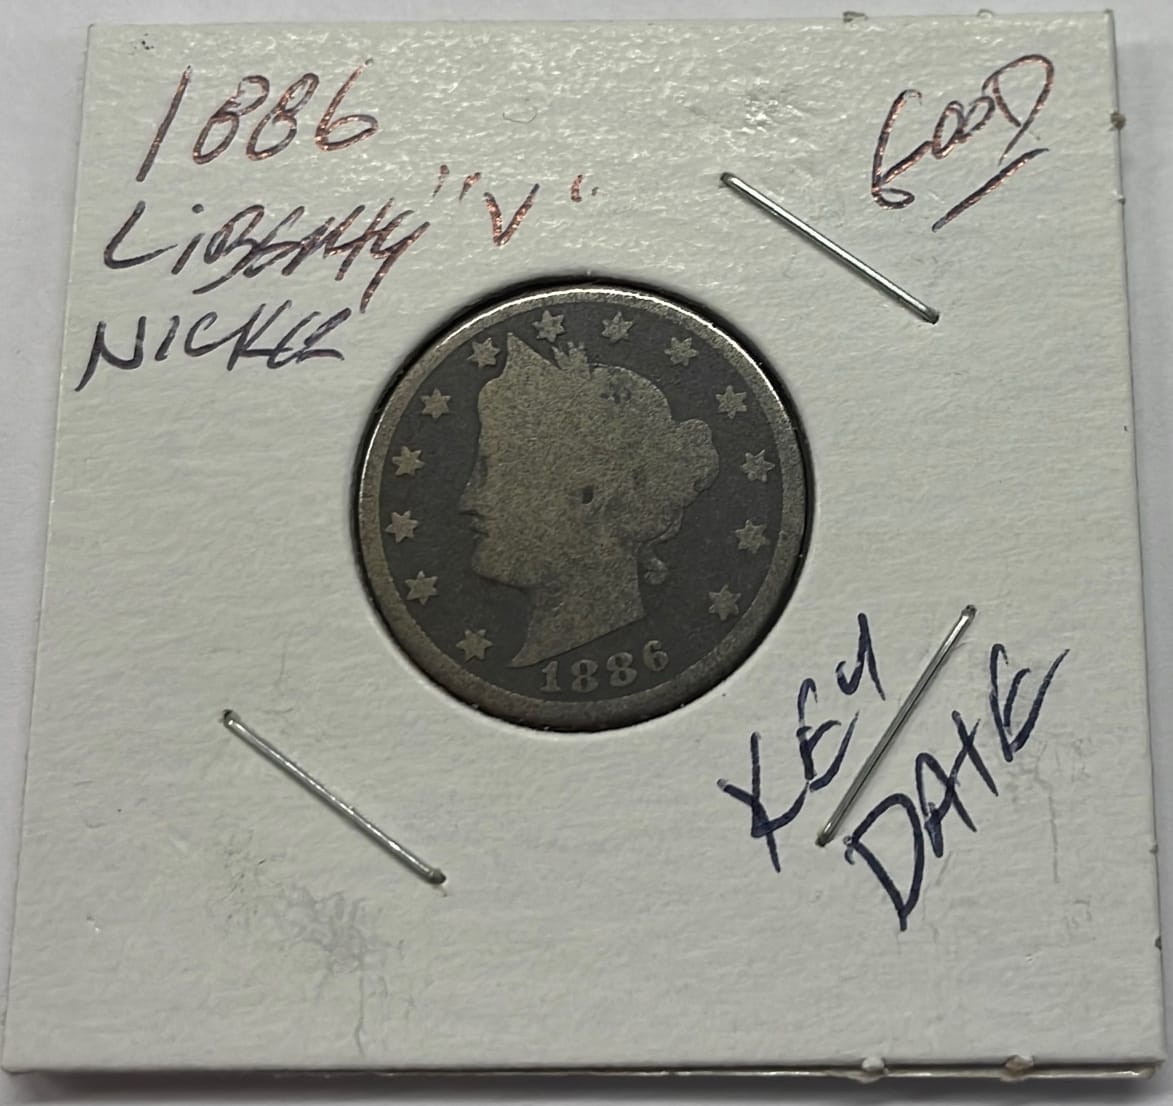 1886
LiBERty "V"
NICKEL
GOOD
1886
KEY
DATE